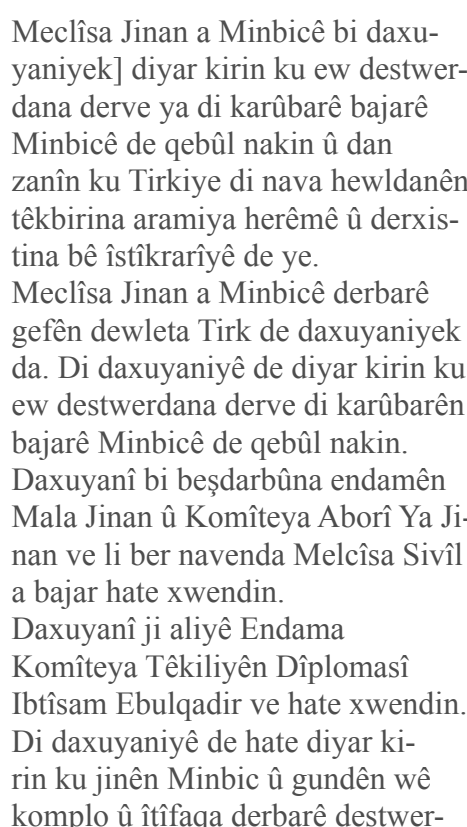 Meclîsa Jinan a Minbicê bi daxu-
yaniyek] diyar kirin ku ew destwer-
dana derve ya di karûbarê bajarê
Minbicê de qebûl nakin û dan
zanîn ku Tirkiye di nava hewldanên
têkbirina aramiya herêmê û derxis-
tina bê îstîkrarîyê de ye.
Meclîsa Jinan a Minbicê derbarê
gefên dewleta Tirk de daxuyaniyek
da. Di daxuyaniyê de diyar kirin ku
ew destwerdana derve di karûbarên
bajarê Minbicê de qebûl nakin.
Daxuyanî bi beşdarbûna endamên
Mala Jinan û Komîteya Aborî Ya Ji-
nan ve li ber navenda Melcîsa Sivîl
a bajar hate xwendin.
Daxuyanî ji aliyê Endama
Komîteya Têkiliyên Dîplomasî
Ibtîsam Ebulqadir ve hate xwendin.
Di daxuyaniyê de hate diyar ki-
rin ku jinên Minbic û gundên wê
komplo û îtîfaqa derbarê destwer-